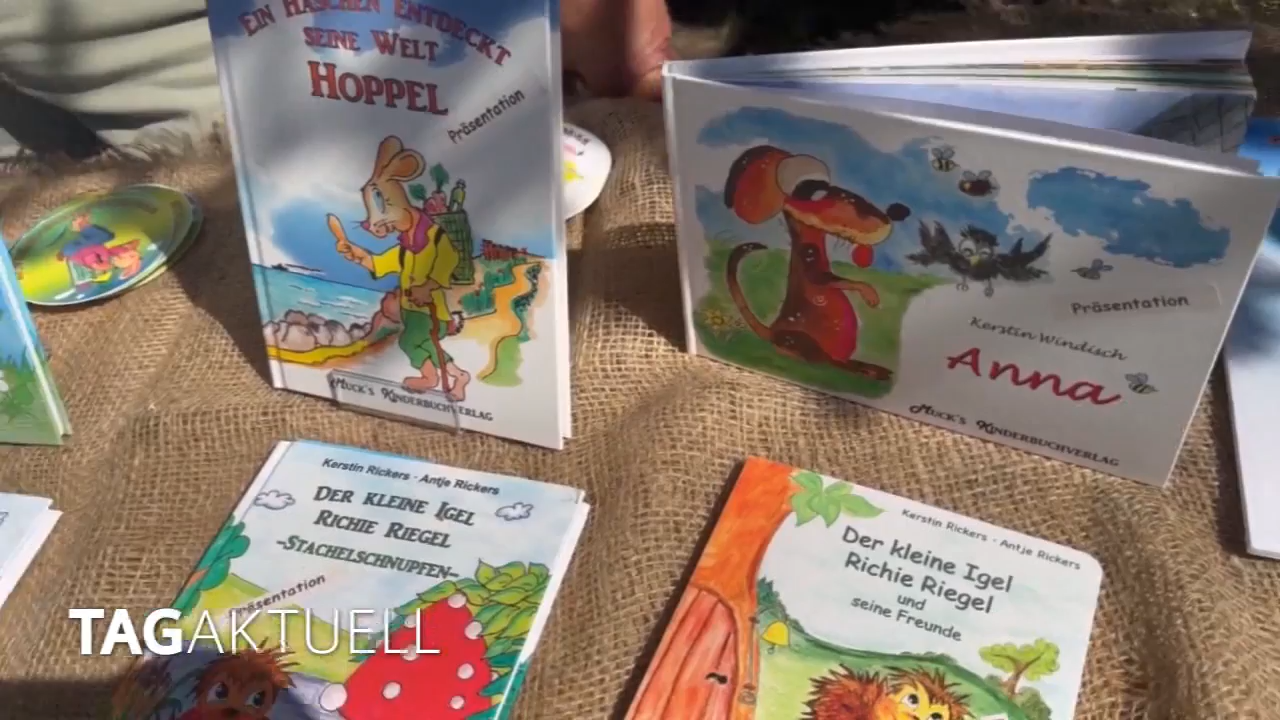 EIN HÄSCHEN ENTDECKT
SEINE WELT
HOPPEL
Präsentation
MUCK'S KINDERBUCHVERLAG
Präsentation
Kerstin Windisch
Anna
MUCK'S KINDERBUCHVERLAG
Kerstin Rickers · Antje Rickers
DER KLEINE IGEL
RICHIE RIEGEL
-STACHELSCHNUPFEN-
Präsentation
Kerstin Rickers · Antje Rickers
Der kleine Igel
Richie Riegel
und
seine Freunde
TAGAKTUELL